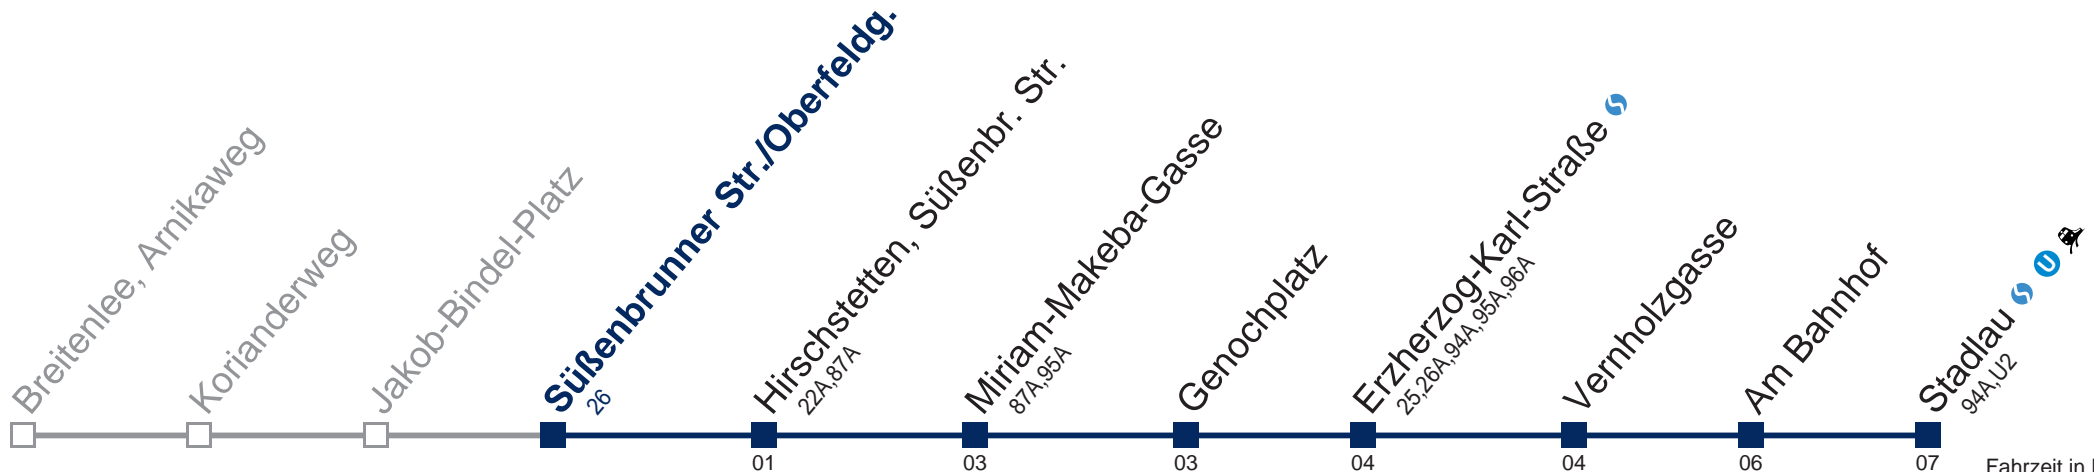 Breitenlee, Arnikaweg
Korianderweg
Jakob-Bindel-Platz
Süßenbrunner Str./Oberfeldg.
26
Hirschstetten, Süßenbr. Str.
22A,87A
Miriam-Makeba-Gasse
87A,95A
Genochplatz
Erzherzog-Karl-Straße
25,26A,94A,95A,96A
Vernholzgasse
Am Bahnhof
Stadlau U
94A,U2
01 03 03 04 04 06 07 Fahrzeit in